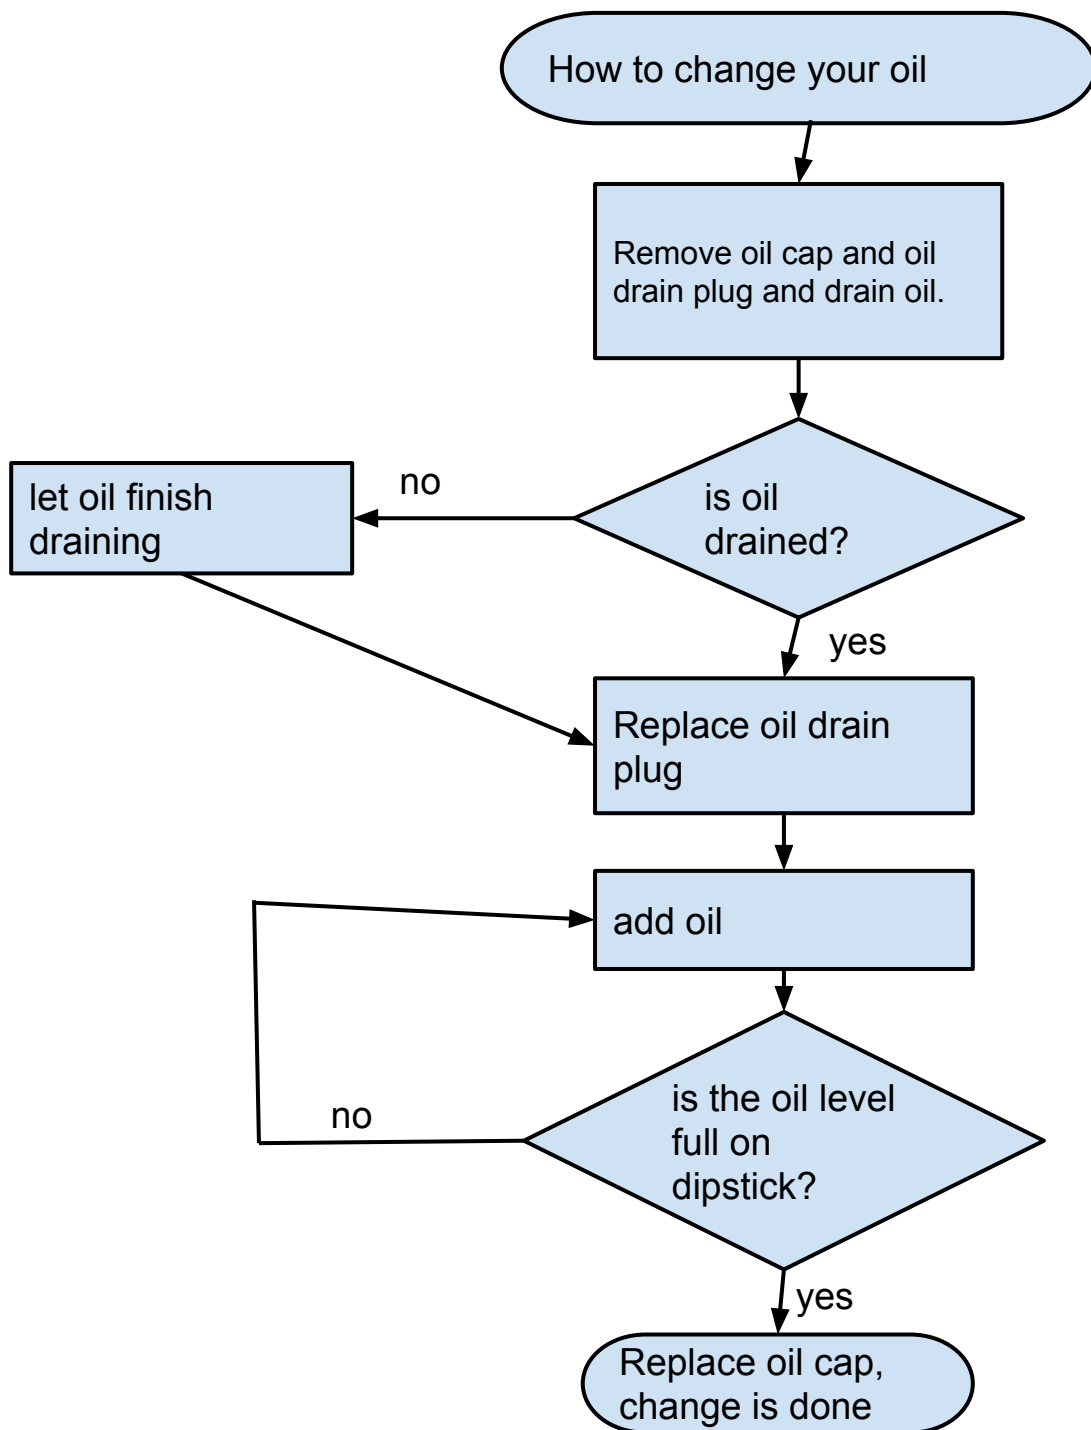 How to change your oil
Remove oil cap and oil
drain plug and drain oil.
no
let oil finish
draining
is oil
drained?
yes
Replace oil drain
plug
add oil
is the oil level
full on
dipstick?
no
yes
Replace oil cap,
change is done